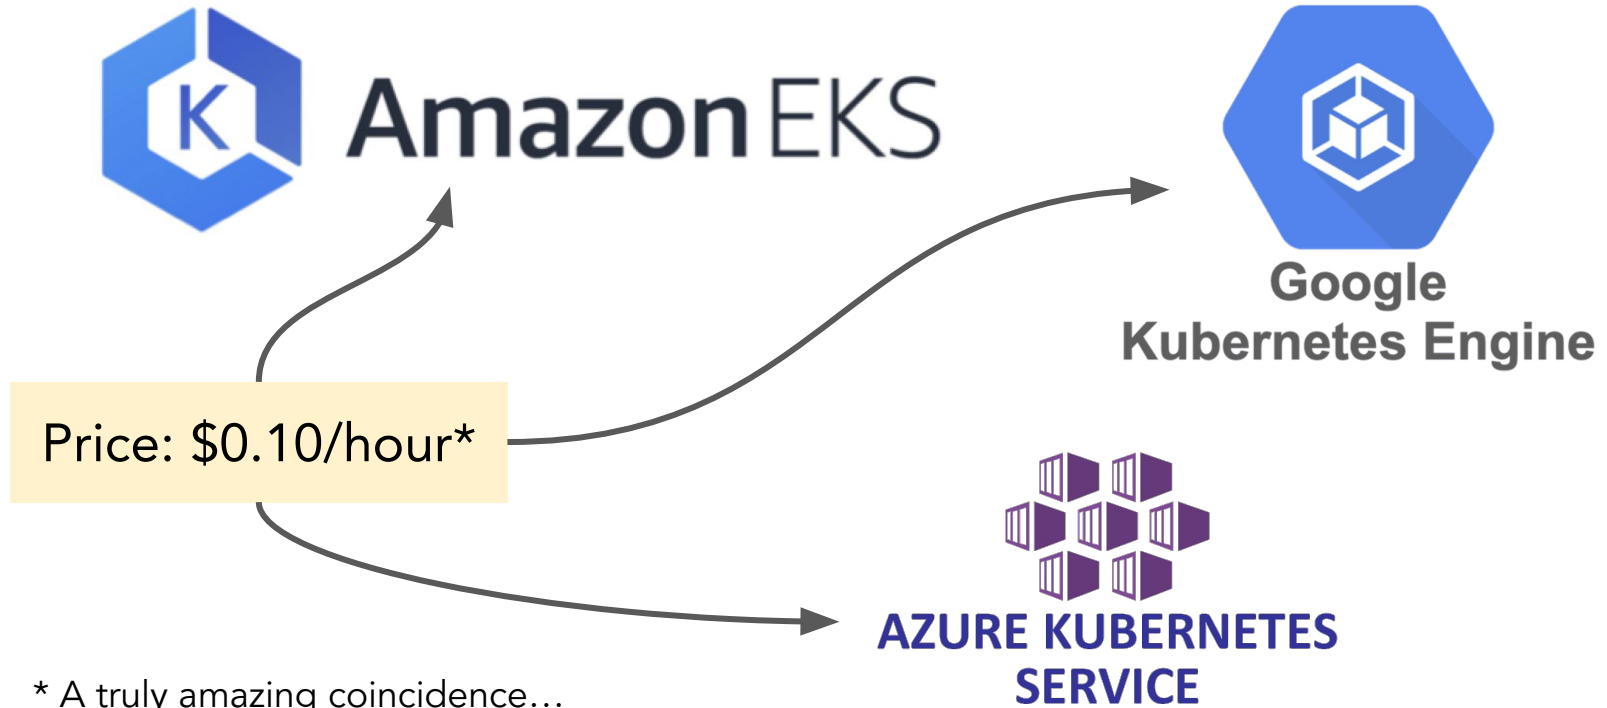 K
Amazon EKS
Google
Kubernetes Engine
Price: $0.10/hour*
AZURE KUBERNETES
SERVICE
* A truly amazing coincidence…